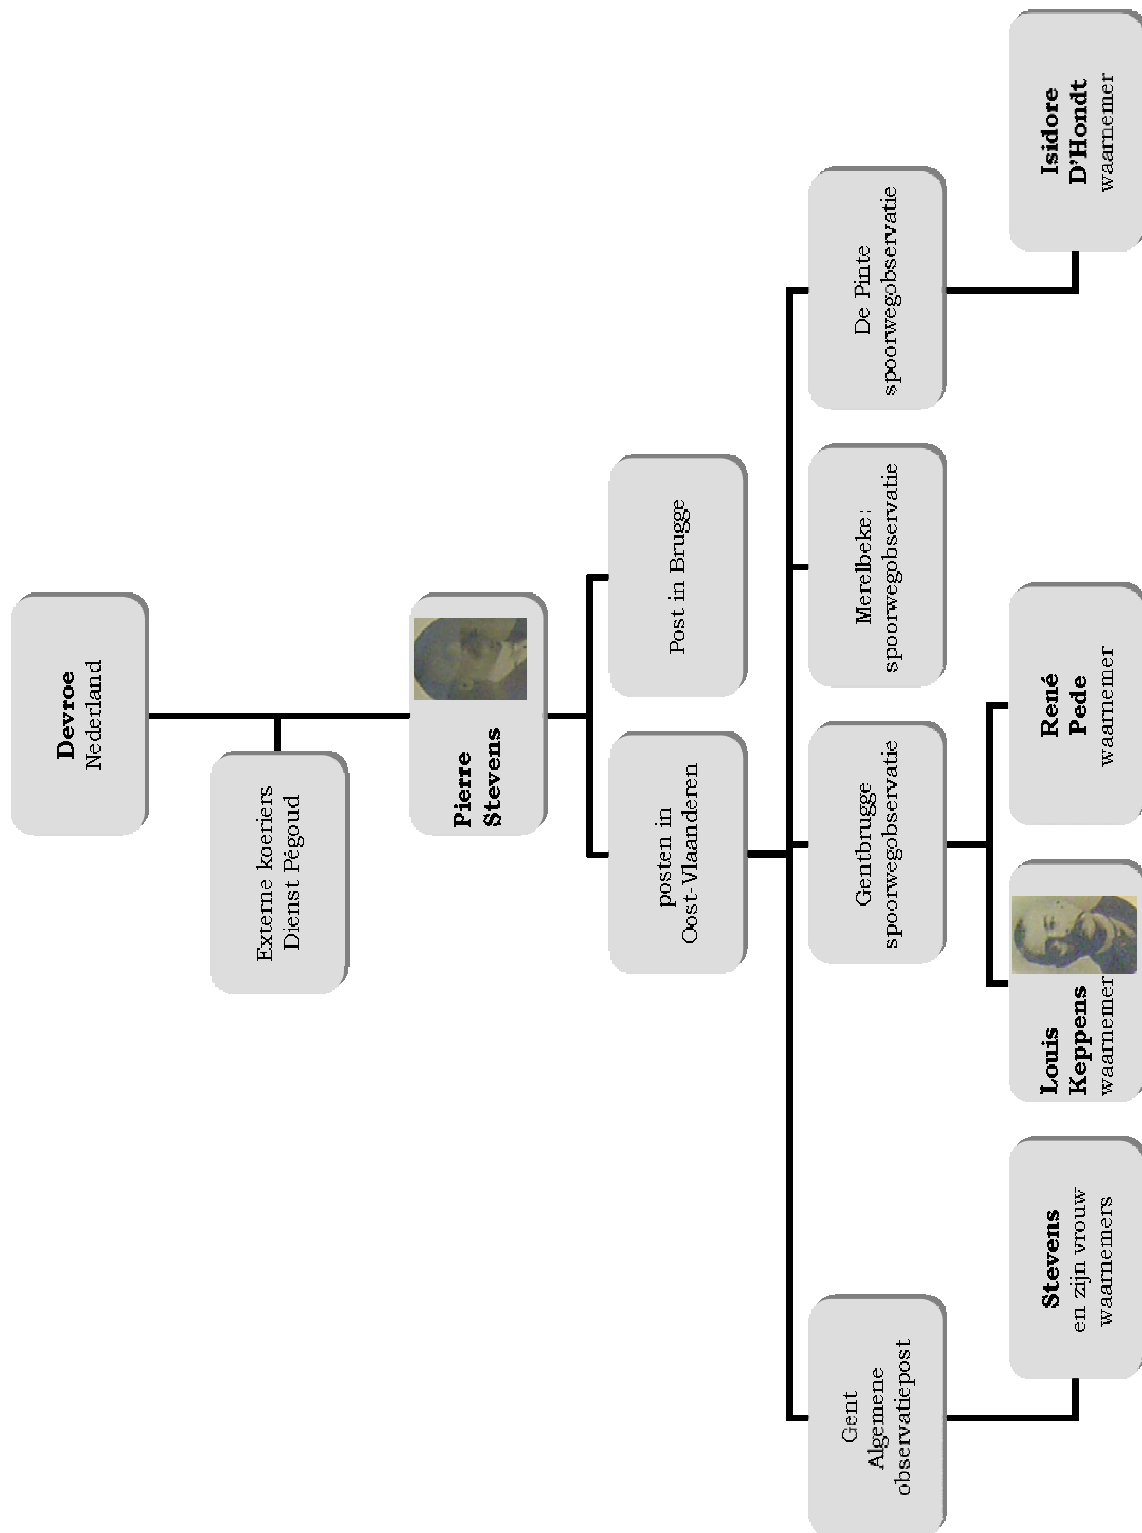 Devroe
Nederland
Externe koeriers
Dienst Pégoud
Pierre
Stevens
posten in
Oost-Vlaanderen
Post in Brugge
Gent
Algemene
observatiepost
Gentbrugge
spoorwegobservatie
Merelbeke:
spoorwegobservatie
De Pinte
spoorwegobservatie
Stevens
en zijn vrouw
waarnemers
Louis
Keppens
waarnemer
René
Pede
waarnemer
Isidore
D'Hondt
waarnemer